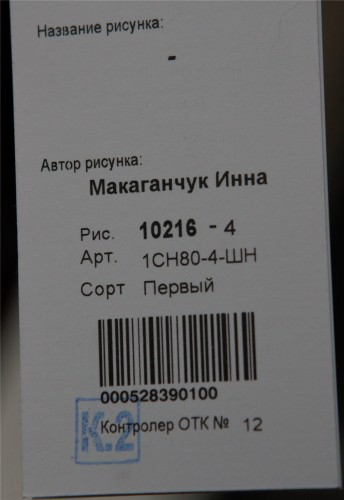 Название рисунка:
-
Автор рисунка:
Макаганчук Инна
Рис. 10216 - 4
Арт. 1СН80-4-ШН
Сорт Первый
000528390100
К.2
Контролер ОТК № 12